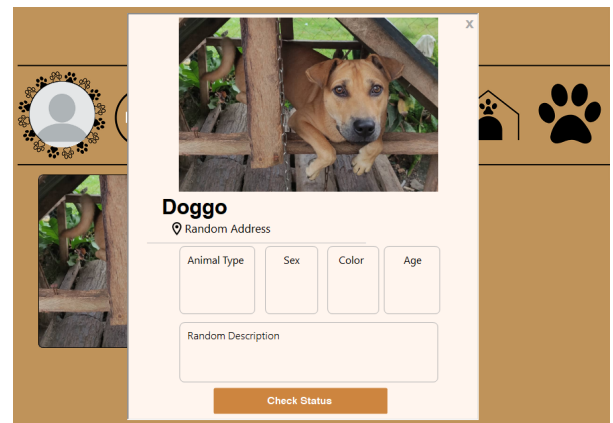 x
Doggo
Random Address
Animal Type Sex Color Age
Random Description
Check Status